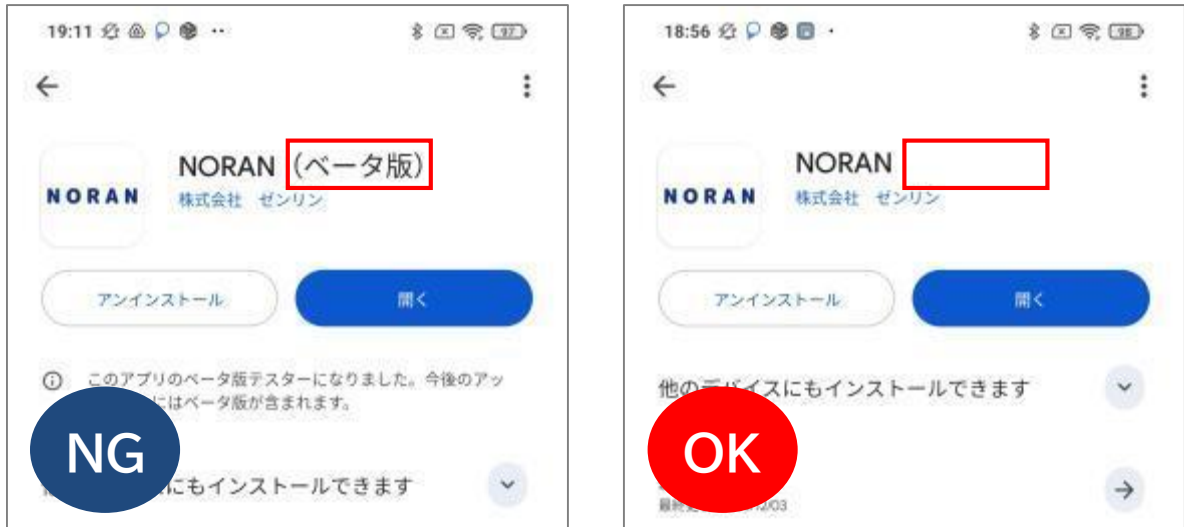 19:11
97
NORAN（ベータ版）
NORAN
株式会社　ゼンリン
アンインストール
開く
このアプリのベータ版テスターになりました。今後のアッ
にはベータ版が含まれます。
NG
にもインストールできます
18:56
98
NORAN
NORAN
株式会社　ゼンリン
アンインストール
開く
他のデバイスにもインストールできます
OK